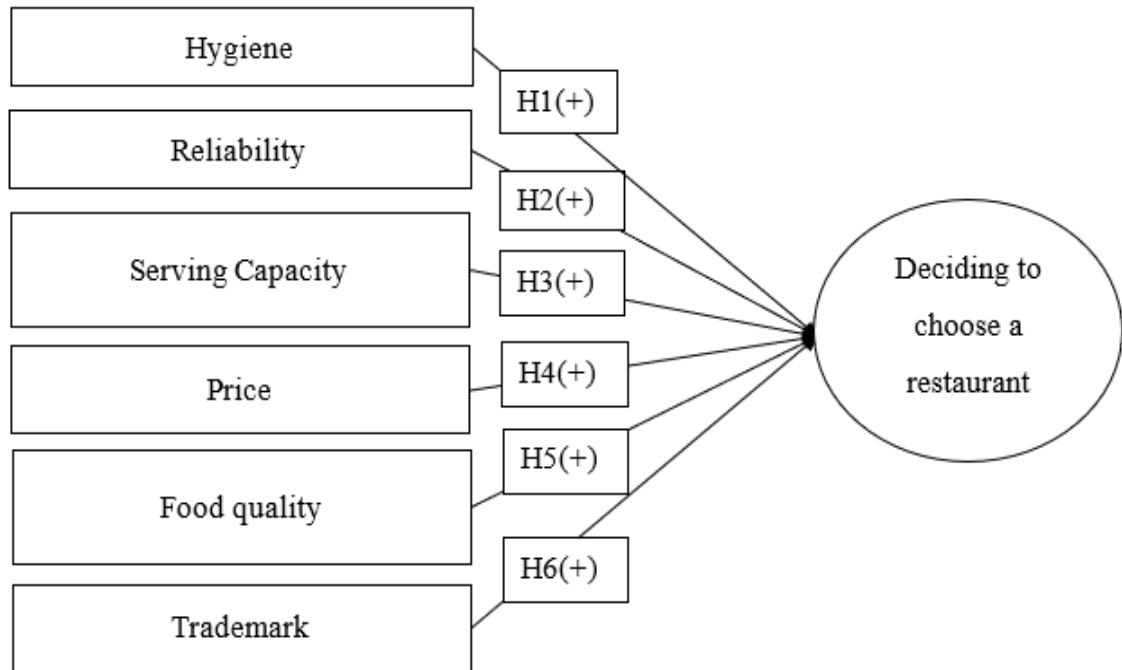 Hygiene
H1(+)
Reliability
H2(+)
Serving Capacity
H3(+)
Price
H4(+)
Food quality
H5(+)
Trademark
H6(+)
Deciding to
choose a
restaurant